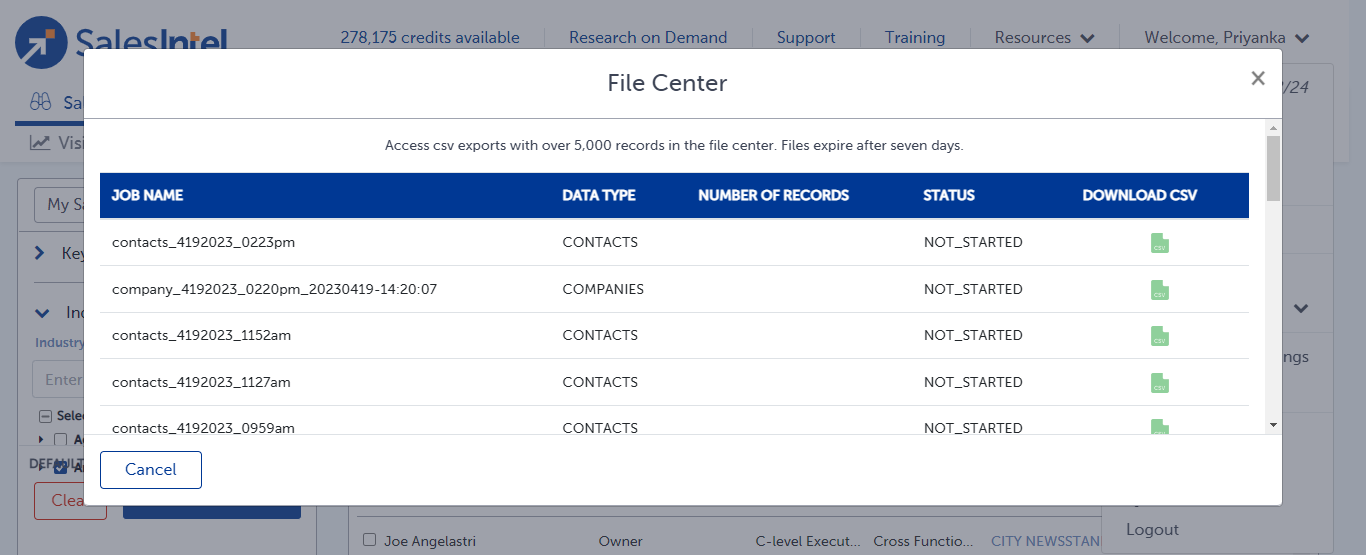 SalesIntel
278,175 credits available
Research on Demand
Support
Training
Resources
Welcome, Priyanka
File Center
/24
Access csv exports with over 5,000 records in the file center. Files expire after seven days.
JOB NAME DATA TYPE NUMBER OF RECORDS STATUS DOWNLOAD CSV
contacts_4192023_0223pm CONTACTS NOT_STARTED CSV
company_4192023_0220pm_20230419-14:20:07 COMPANIES NOT_STARTED CSV
contacts_4192023_1152am CONTACTS NOT_STARTED CSV
contacts_4192023_1127am CONTACTS NOT_STARTED CSV
contacts_4192023_0959am CONTACTS NOT_STARTED CSV
Cancel
Sa
Visi
My Sa
Key
Ind
Industry
Enter
Selec
DEFAULT
Clea
ngs
Joe Angelastri Owner C-level Execut... Cross Functio... CITY NEWSSTAN
Logout